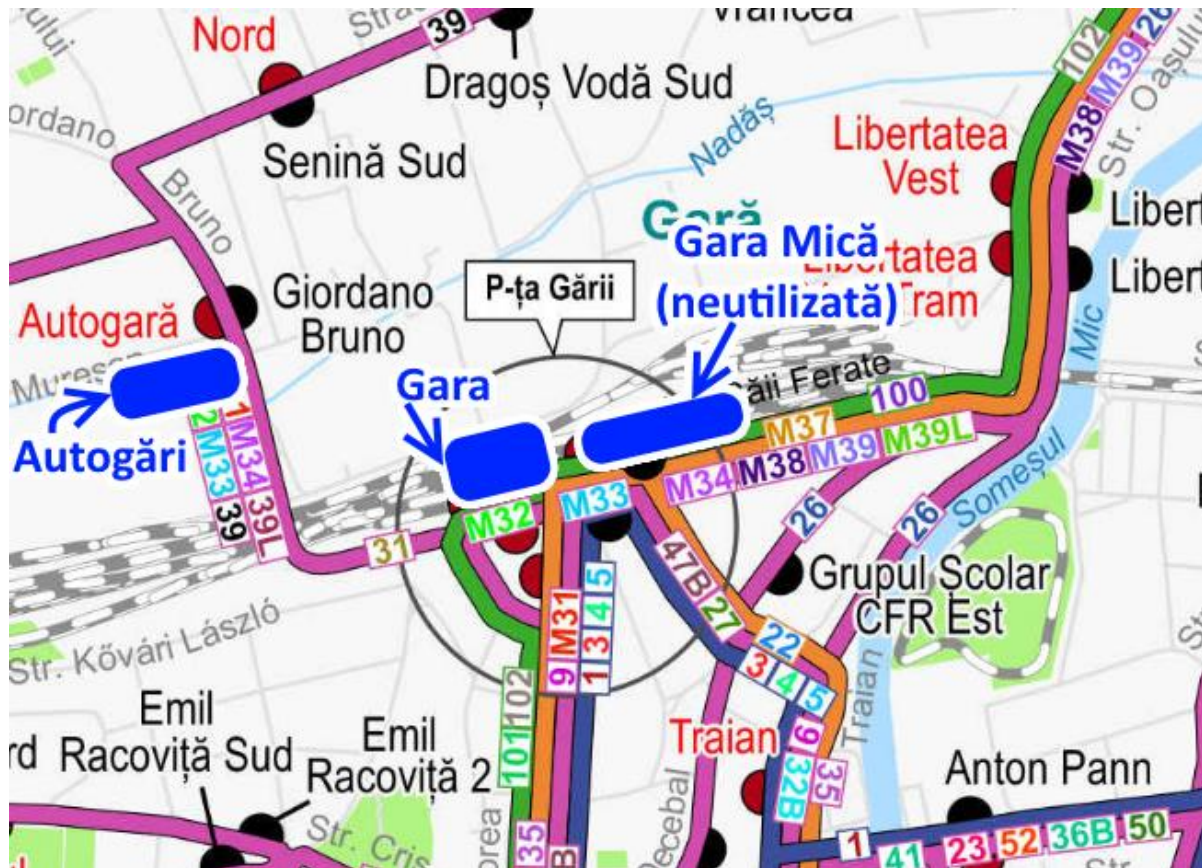 Nord
39
Dragoș Vodă Sud
Senină Sud
Nadăș
Libertatea
Vest
102
M39
26
M38
Str. Oașului
Bruno
Giordano
Bruno
Autogară
P-ța Gării
Gară
Gara Mică
(neutilizată)
Tram
Mic
Gara
Autogări
Căii Ferate
100
M37
M34 M38 M39 M39L
1 M34 39L
2 M33 39
31
M32
M33
26
26
Someșul
47B 27
Grupul Școlar
CFR Est
22
3 4 5
9 M31
1 3 4 5
Str. Kővári László
101 102
Emil
Racoviță Sud
Emil
Racoviță 2
Traian
Traian
9
32B
35
Anton Pann
35
1
41
23 52 36B 50